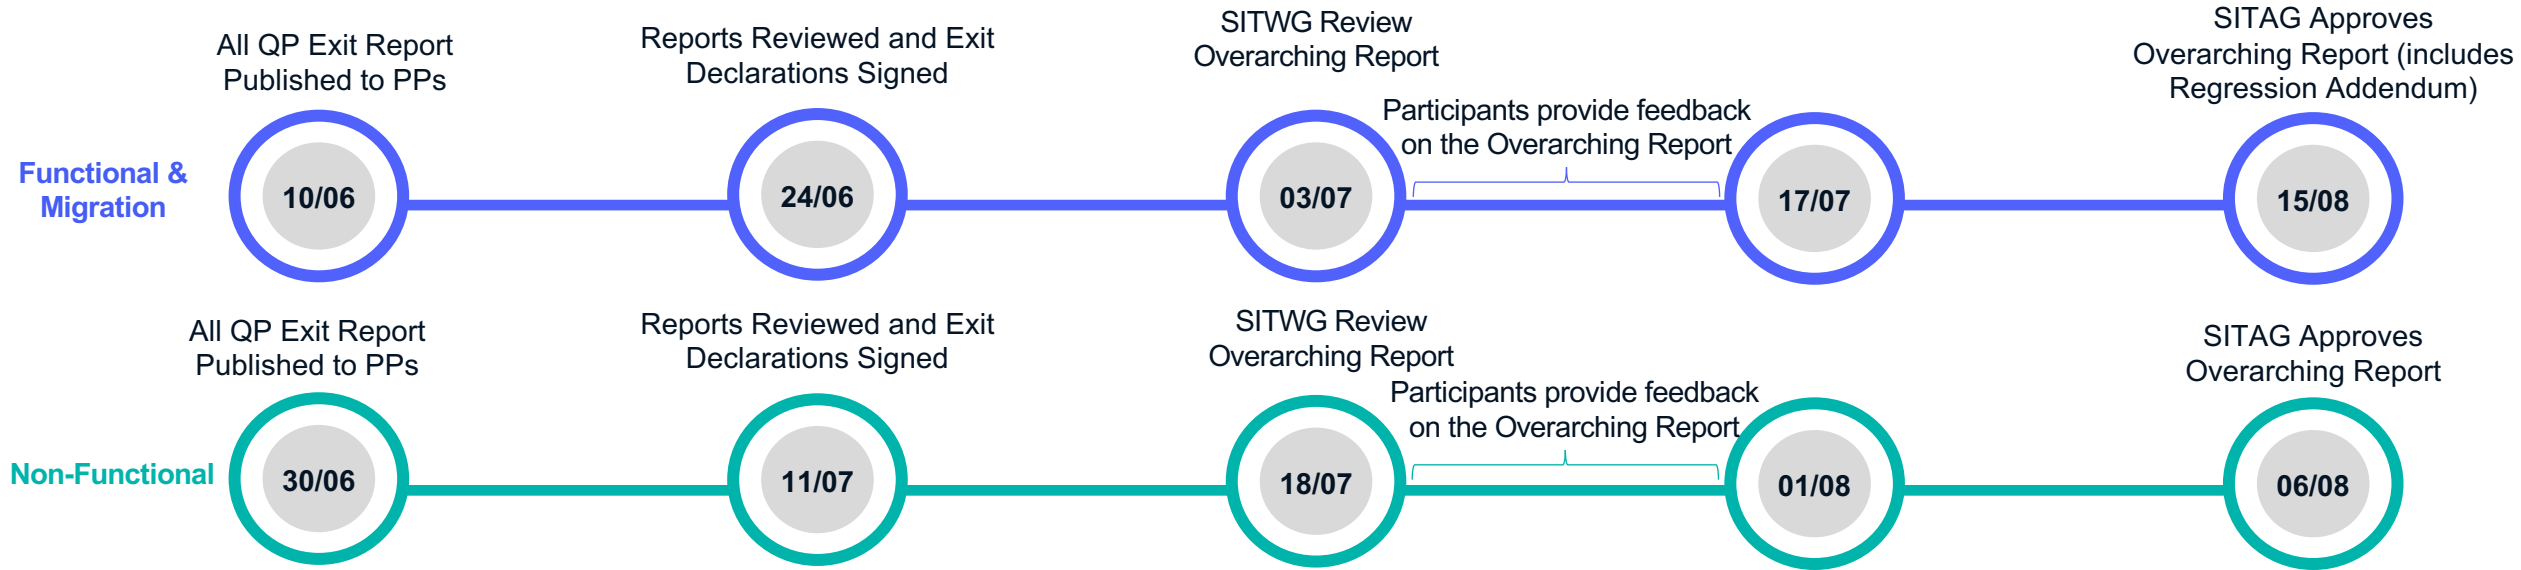 All QP Exit Report
Published to PPs
Reports Reviewed and Exit
Declarations Signed
SITWG Review
Overarching Report
Participants provide feedback
on the Overarching Report
SITAG Approves
Overarching Report (includes
Regression Addendum)
Functional &
Migration
10/06
24/06
03/07
17/07
15/08
All QP Exit Report
Published to PPs
Reports Reviewed and Exit
Declarations Signed
SITWG Review
Overarching Report
Participants provide feedback
on the Overarching Report
SITAG Approves
Overarching Report
Non-Functional
30/06
11/07
18/07
01/08
06/08